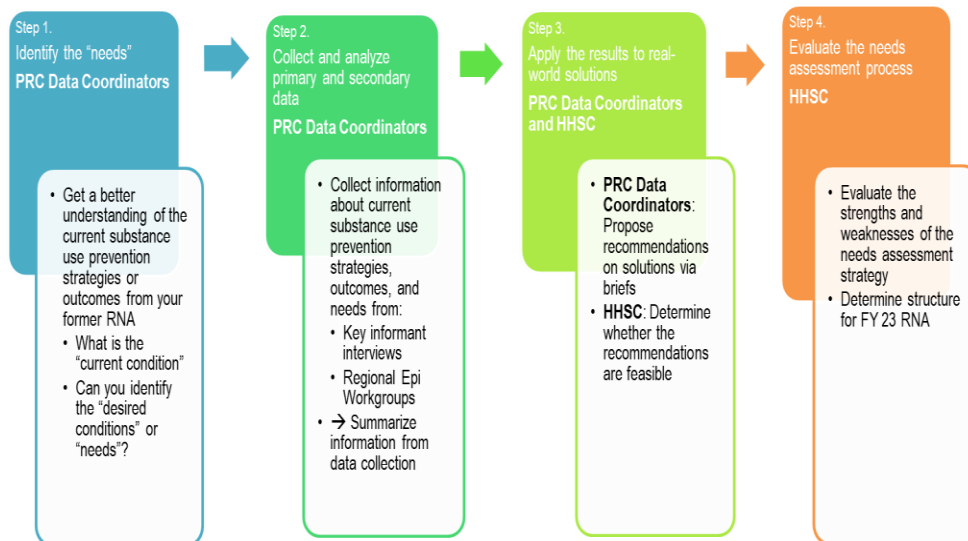 Step 1.
Identify the “needs”
PRC Data Coordinators
• Get a better
understanding of the
current substance
use prevention
strategies or
outcomes from your
former RNA
• What is the
“current condition”
• Can you identify
the “desired
conditions” or
“needs”?
Step 2.
Collect and analyze
primary and secondary
data
PRC Data Coordinators
• Collect information
about current
substance use
prevention
strategies,
outcomes, and
needs from:
• Key informant
interviews
• Regional Epi
Workgroups
• → Summarize
information from
data collection
Step 3.
Apply the results to real-
world solutions
PRC Data Coordinators
and HHSC
• PRC Data
Coordinators:
Propose
recommendations
on solutions via
briefs
• HHSC: Determine
whether the
recommendations
are feasible
Step 4.
Evaluate the needs
assessment process
HHSC
• Evaluate the
strengths and
weaknesses of the
needs assessment
strategy
• Determine structure
for FY 23 RNA